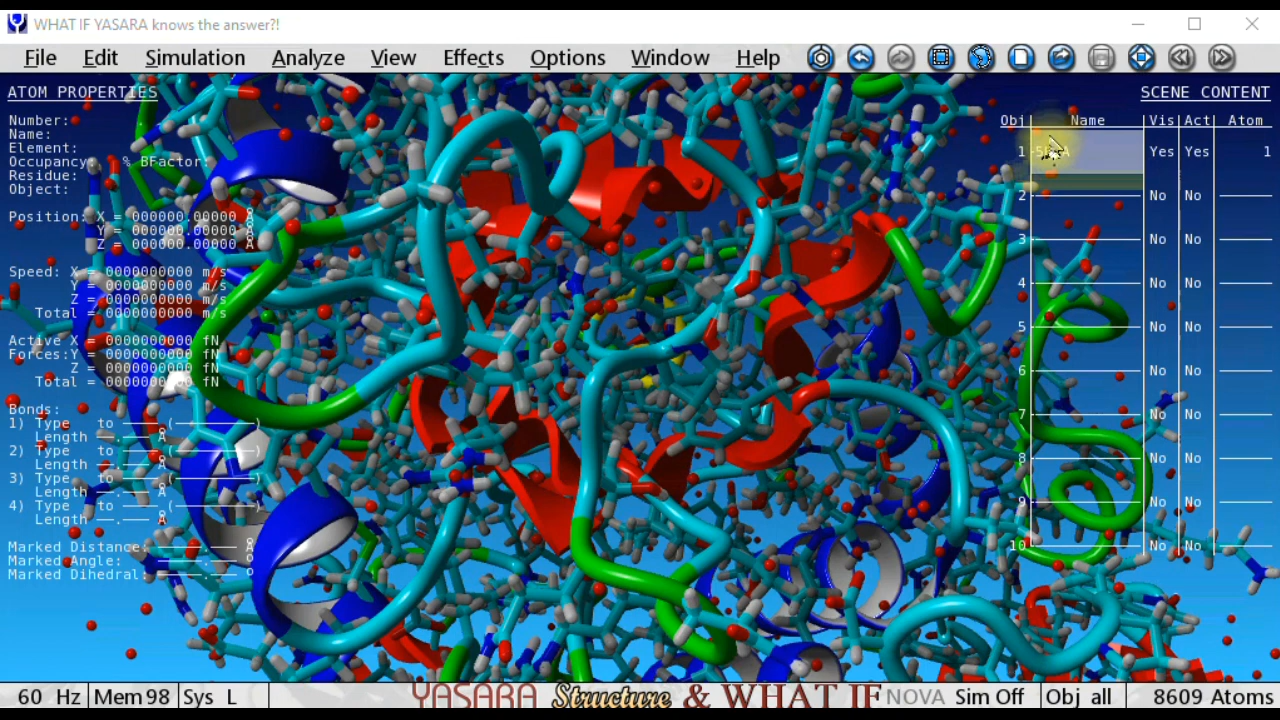 WHAT IF YASARA knows the answer?!
File Edit Simulation Analyze View Effects Options Window Help
ATOM PROPERTIES
Number:
Name:
Element:
Occupancy: % BFactor:
Residue:
Object:
Position: X = 000000.00000 Å
Y = 000000.00000 Å
Z = 000000.00000 Å
Speed: X = 0000000000 m/s
Y = 0000000000 m/s
Z = 0000000000 m/s
Total = 0000000000 m/s
Active X = 0000000000 fN
Forces:Y = 0000000000 fN
Z = 0000000000 fN
Total = 0000000000 fN
Bonds:
1) Type to ( )
Length . Å
2) Type to ( )
Length . Å
3) Type to ( )
Length . Å
4) Type to ( )
Length . Å
Marked Distance: . Å
Marked Angle: . °
Marked Dihedral: . °
SCENE CONTENT
Obj Name Vis Act Atom
1 Yes Yes 1
2 No No
3 No No
4 No No
5 No No
6 No No
7 No No
8 No No
9 No No
10 No No
60 Hz Mem 98 Sys L YASARA Structure & WHAT IF NOVA Sim Off Obj all 8609 Atoms